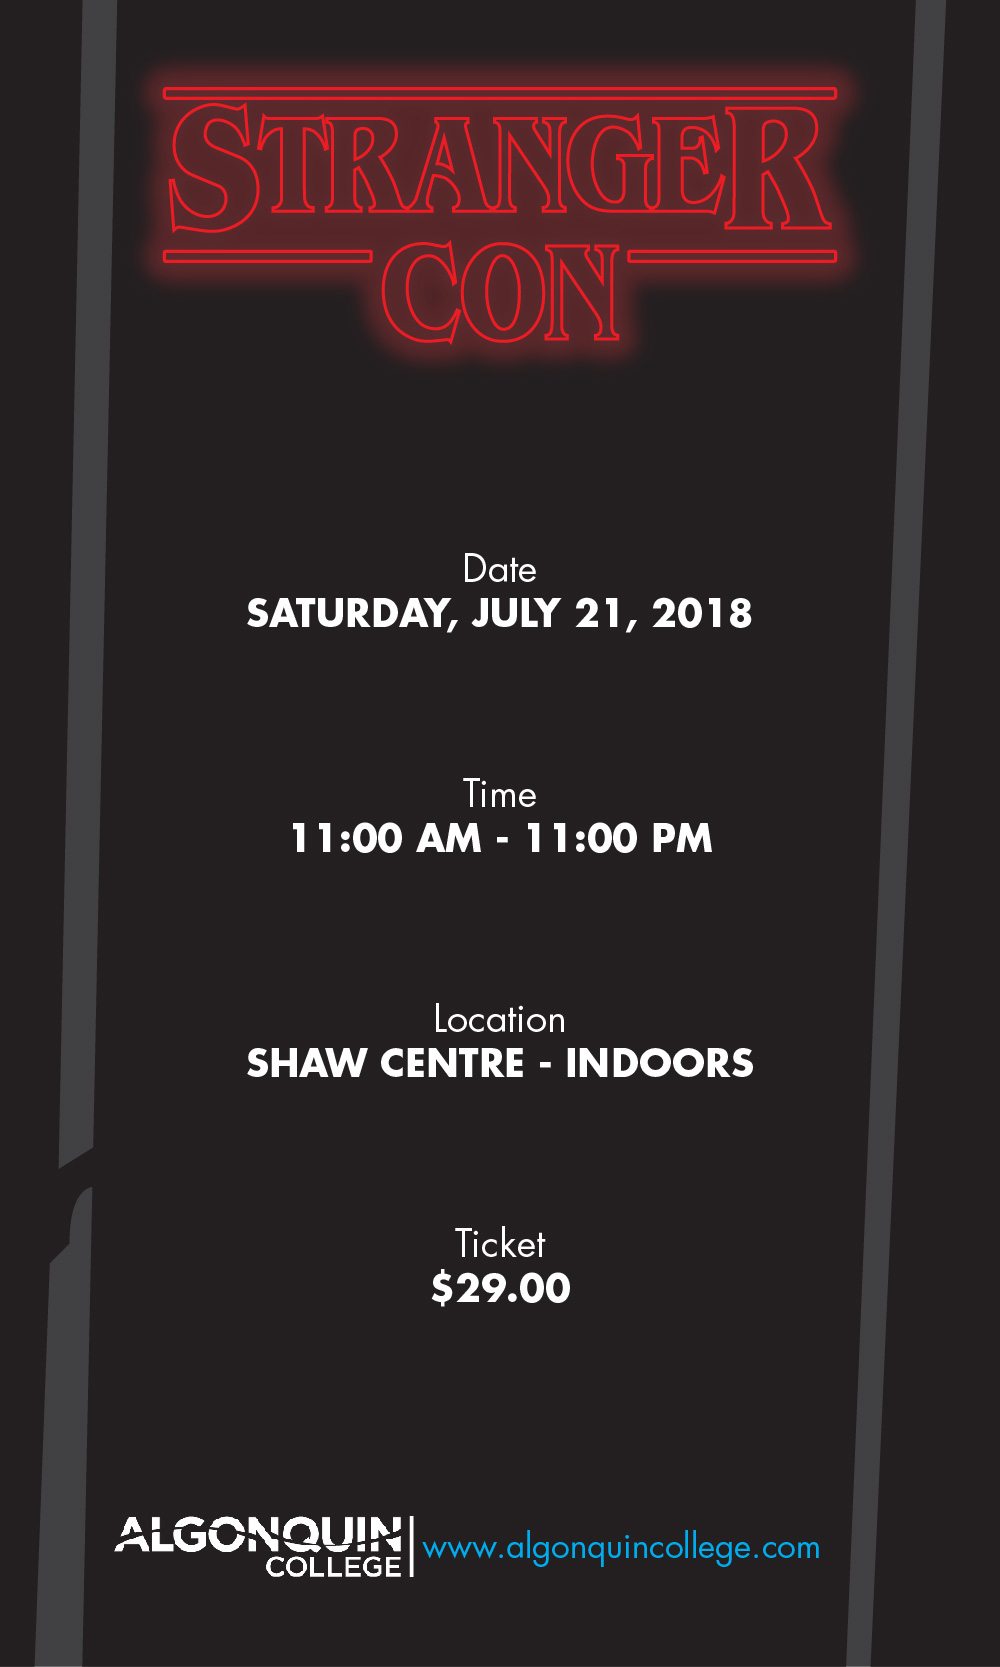 STRANGER
CON
Date
SATURDAY, JULY 21, 2018
Time
11:00 AM - 11:00 PM
Location
SHAW CENTRE - INDOORS
Ticket
$29.00
ALGONQUIN
COLLEGE
www.algonquincollege.com